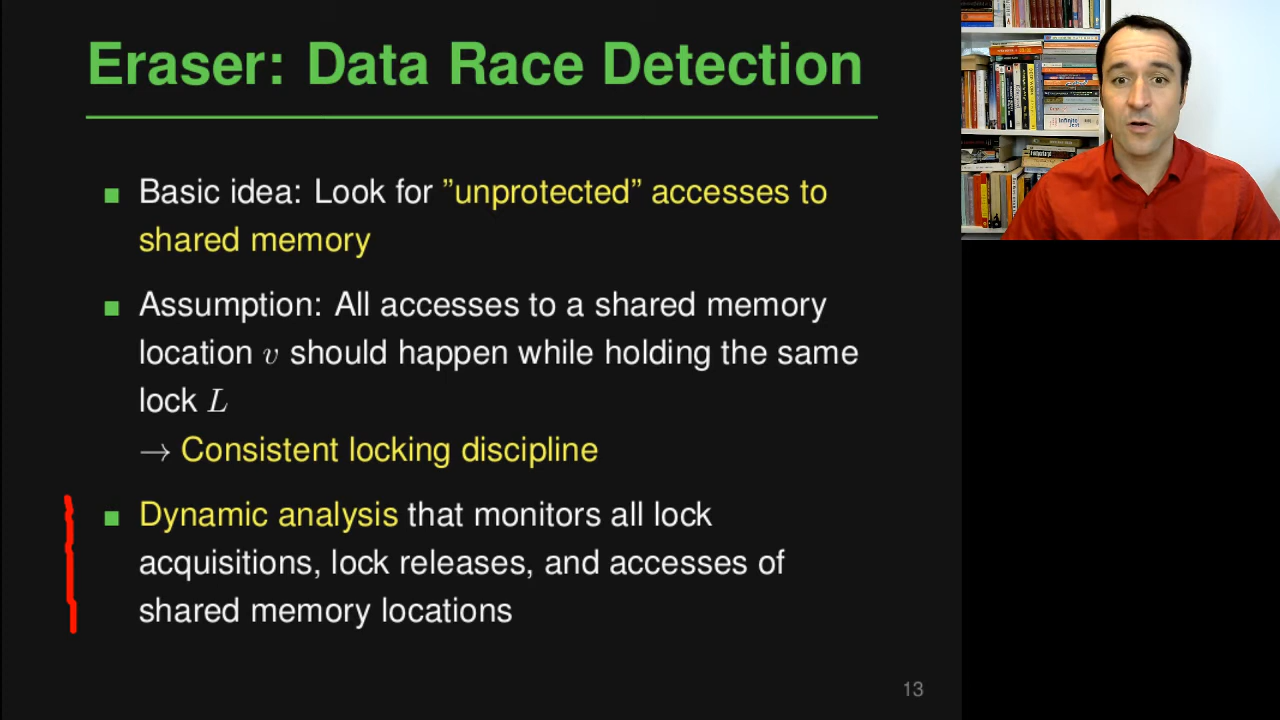 Eraser: Data Race Detection
■ Basic idea: Look for ”unprotected” accesses to
shared memory
■ Assumption: All accesses to a shared memory
location v should happen while holding the same
lock L
→ Consistent locking discipline
■ Dynamic analysis that monitors all lock
acquisitions, lock releases, and accesses of
shared memory locations
13
Infinite
Jest